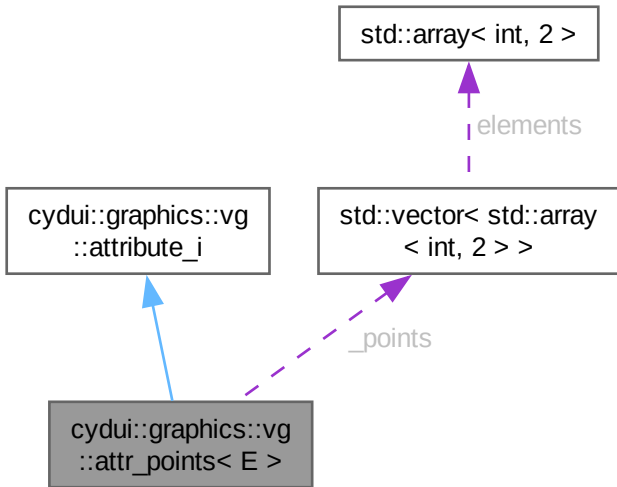 std::array< int, 2 >
elements
cydui::graphics::vg
::attribute_i
std::vector< std::array
< int, 2 > >
_points
cydui::graphics::vg
::attr_points< E >